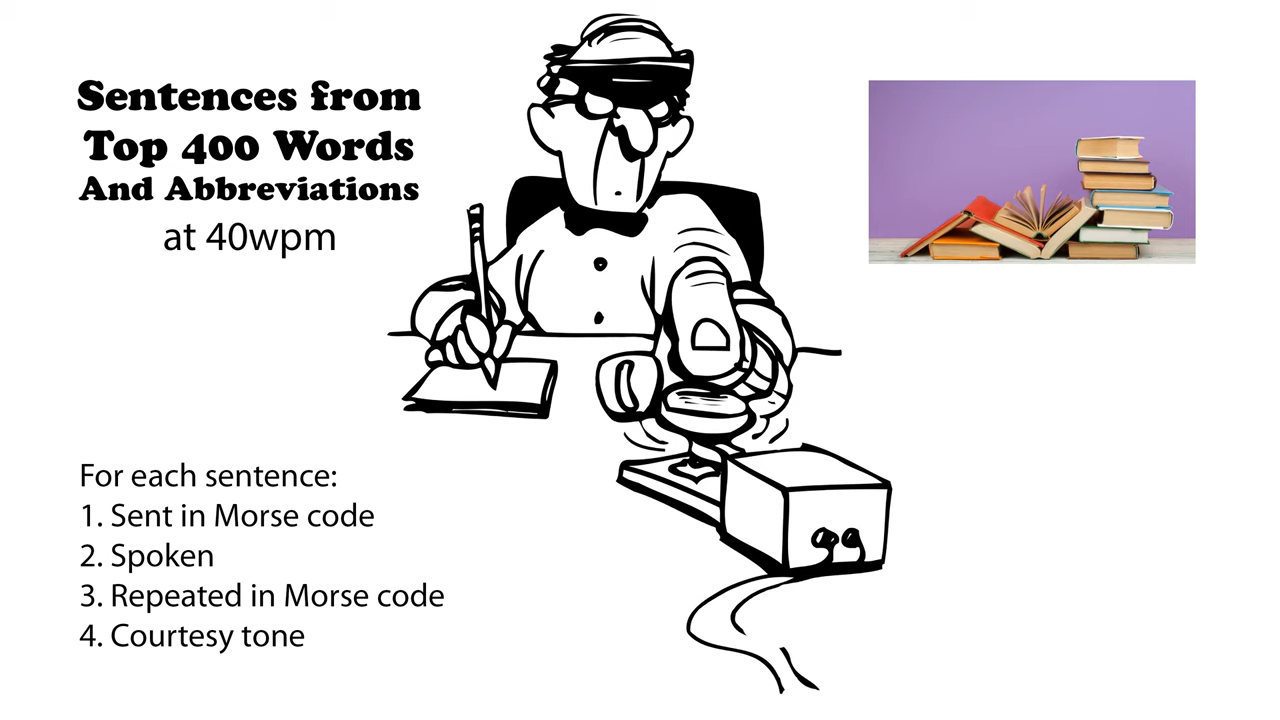 Sentences from
Top 400 Words
And Abbreviations
at 40wpm
For each sentence:
1. Sent in Morse code
2. Spoken
3. Repeated in Morse code
4. Courtesy tone